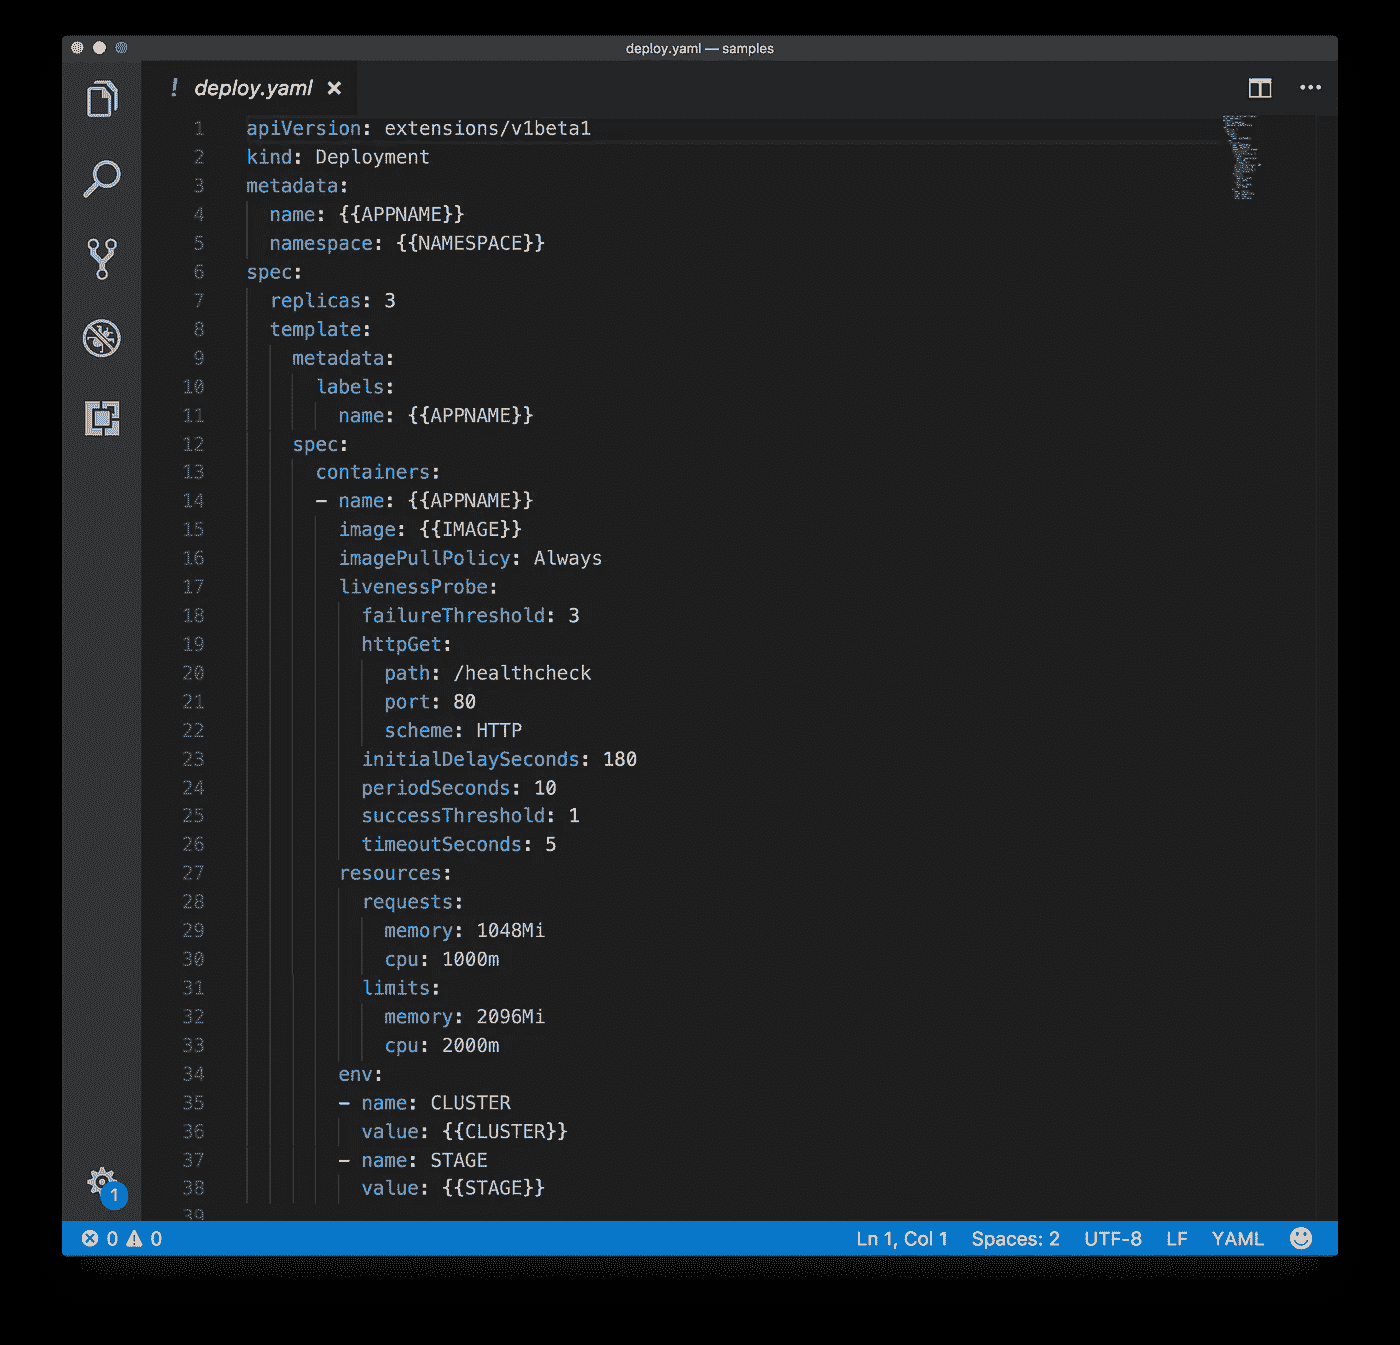 deploy.yaml — samples
! deploy.yaml ×
1 apiVersion: extensions/v1beta1
2 kind: Deployment
3 metadata:
4   name: {{APPNAME}}
5   namespace: {{NAMESPACE}}
6 spec:
7   replicas: 3
8   template:
9     metadata:
10       labels:
11         name: {{APPNAME}}
12     spec:
13       containers:
14       - name: {{APPNAME}}
15         image: {{IMAGE}}
16         imagePullPolicy: Always
17         livenessProbe:
18           failureThreshold: 3
19           httpGet:
20             path: /healthcheck
21             port: 80
22             scheme: HTTP
23           initialDelaySeconds: 180
24           periodSeconds: 10
25           successThreshold: 1
26           timeoutSeconds: 5
27         resources:
28           requests:
29             memory: 1048Mi
30             cpu: 1000m
31           limits:
32             memory: 2096Mi
33             cpu: 2000m
34         env:
35         - name: CLUSTER
36           value: {{CLUSTER}}
37         - name: STAGE
38           value: {{STAGE}}
39
1
0 0 Ln 1, Col 1 Spaces: 2 UTF-8 LF YAML